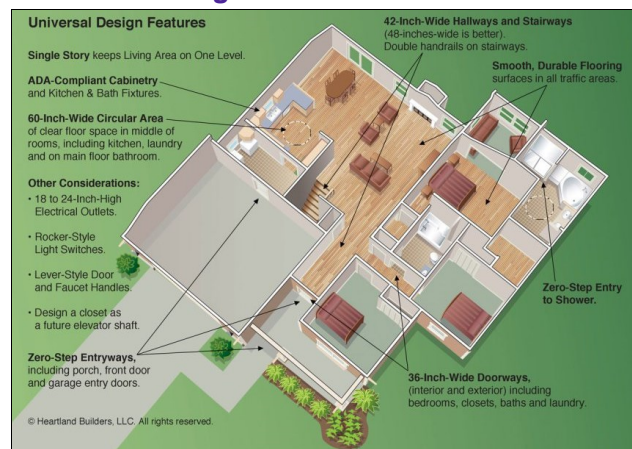 Universal Design Features
Single Story keeps Living Area on One Level.
ADA-Compliant Cabinetry
and Kitchen & Bath Fixtures.
60-Inch-Wide Circular Area
of clear floor space in middle of
rooms, including kitchen, laundry
and on main floor bathroom.
Other Considerations:
• 18 to 24-Inch-High
Electrical Outlets.
• Rocker-Style
Light Switches.
• Lever-Style Door
and Faucet Handles.
• Design a closet as
a future elevator shaft.
Zero-Step Entryways,
including porch, front door
and garage entry doors.
© Heartland Builders, LLC. All rights reserved.
42-Inch-Wide Hallways and Stairways
(48-inches-wide is better).
Double handrails on stairways.
Smooth, Durable Flooring
surfaces in all traffic areas.
Zero-Step Entry
to Shower.
36-Inch-Wide Doorways,
(interior and exterior) including
bedrooms, closets, baths and laundry.